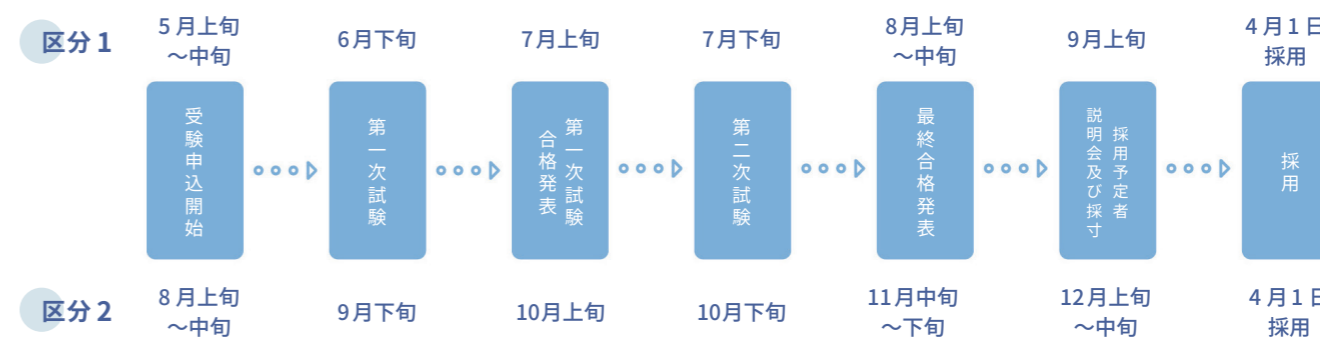 区分 1
5 月上旬
～中旬
6月下旬
7月上旬
7月下旬
8月上旬
～中旬
9月上旬
4 月 1 日
採用
受験申込開始
第一次試験
第一次試験
合格発表
第二次試験
最終合格発表
採用予定者
説明会及び採寸
採用
区分 2
8 月上旬
～中旬
9月下旬
10月上旬
10月下旬
11月中旬
～下旬
12月上旬
～中旬
4 月 1 日
採用